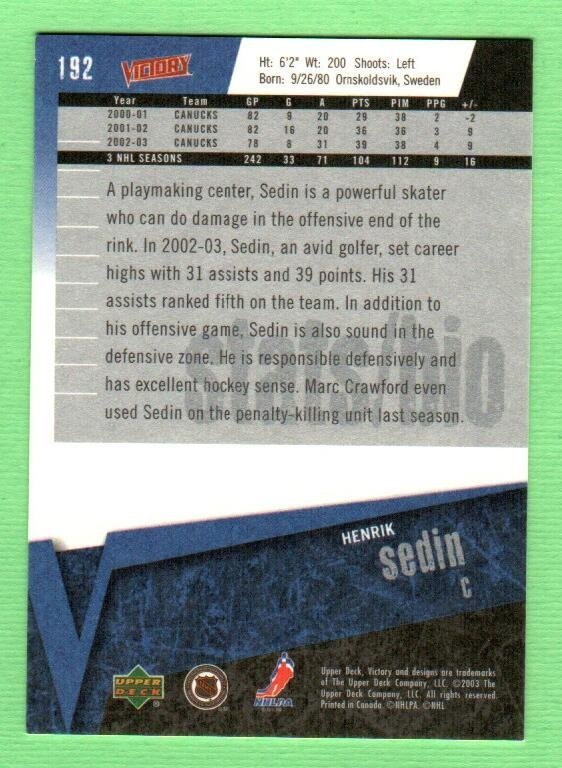 192
VICTORY
Ht: 6'2" Wt: 200 Shoots: Left
Born: 9/26/80 Ornskoldsvik, Sweden
Year Team GP G A PTS PIM PPG +/-
2000-01 CANUCKS 82 9 20 29 38 2 -2
2001-02 CANUCKS 82 16 20 36 36 3 9
2002-03 CANUCKS 78 8 31 39 38 4 9
3 NHL SEASONS 242 33 71 104 112 9 16
A playmaking center, Sedin is a powerful skater
who can do damage in the offensive end of the
rink. In 2002-03, Sedin, an avid golfer, set career
highs with 31 assists and 39 points. His 31
assists ranked fifth on the team. In addition to
his offensive game, Sedin is also sound in the
defensive zone. He is responsible defensively and
has excellent hockey sense. Marc Crawford even
used Sedin on the penalty-killing unit last season.
stats/bio
HENRIK
sedin
C
UPPER
DECK
NHL
NHLPA
Upper Deck, Victory and designs are trademarks
of The Upper Deck Company, LLC. ©2003 The
Upper Deck Company, LLC. All rights reserved.
Printed in Canada. ©NHLPA. ©NHL